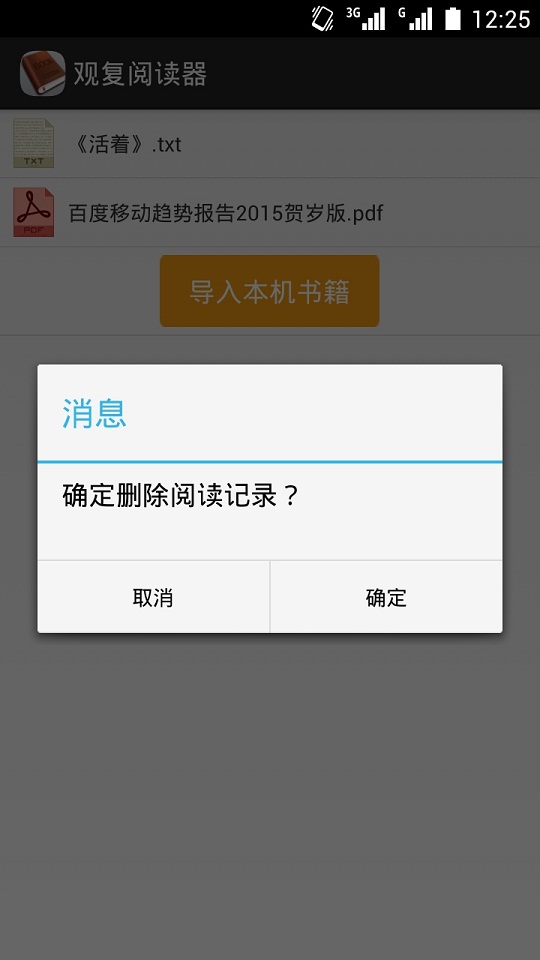 3G G 12:25
观复阅读器
TXT 《活着》.txt
PDF 百度移动趋势报告2015贺岁版.pdf
导入本机书籍
消息
确定删除阅读记录？
取消 确定